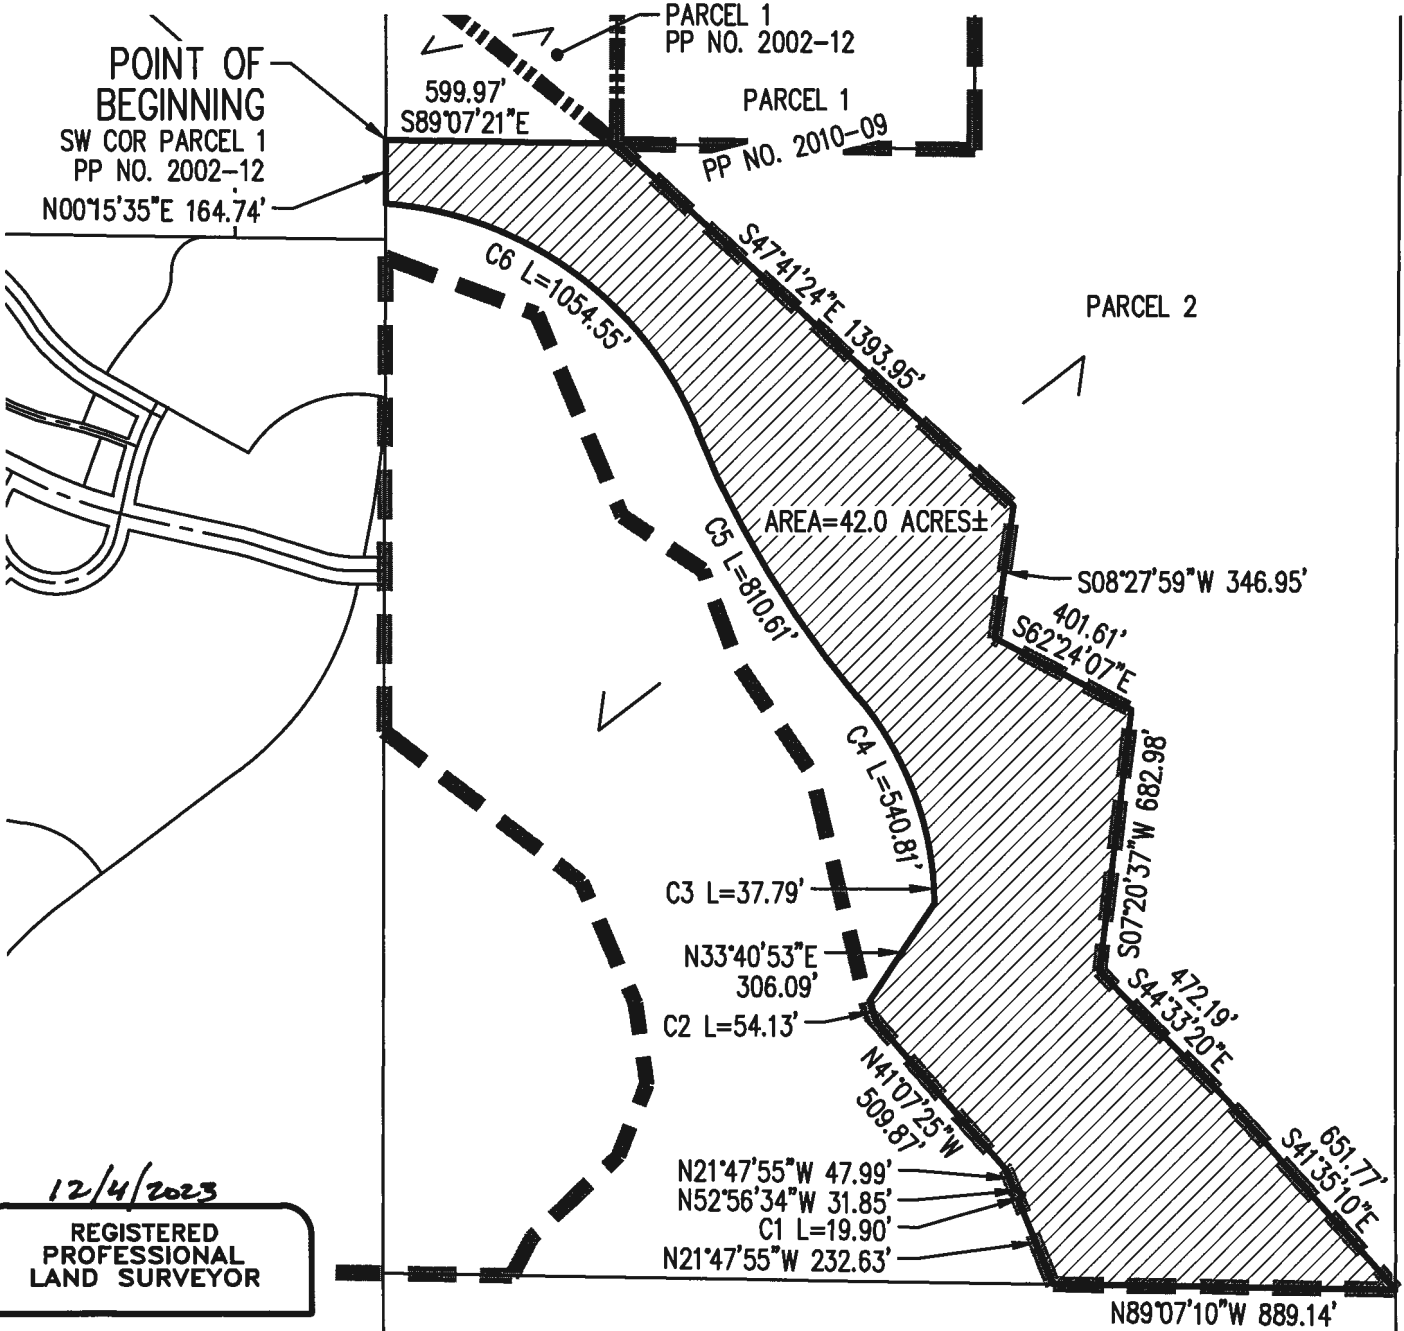 PARCEL 1
PP NO. 2002-12
POINT OF
BEGINNING
SW COR PARCEL 1
PP NO. 2002-12
N00°15'35"E 164.74'
599.97'
S89°07'21"E
PARCEL 1
PP NO. 2010-09
S47°41'24"E 1393.95'
C6 L=1054.55'
PARCEL 2
AREA=42.0 ACRES±
C5 L=810.61'
S08°27'59"W 346.95'
401.61'
S62°24'07"E
C4 L=540.81'
S07°20'37"W 682.98'
C3 L=37.79'
N33°40'53"E
306.09'
C2 L=54.13'
472.19'
S44°33'20"E
N41°07'25"W
509.87'
651.77'
S41°35'10"E
N21°47'55"W 47.99'
N52°56'34"W 31.85'
C1 L=19.90'
N21°47'55"W 232.63'
N89°07'10"W 889.14'
12/4/2023
REGISTERED
PROFESSIONAL
LAND SURVEYOR